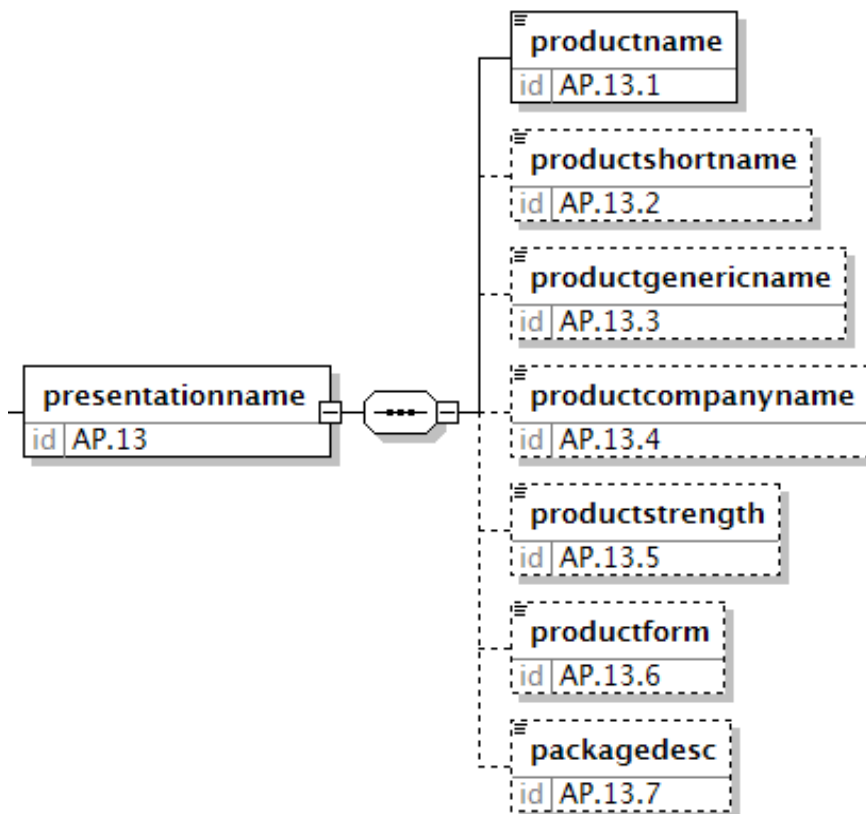 productname
id AP.13.1
productshortname
id AP.13.2
productgenericname
id AP.13.3
presentationname
id AP.13
productcompanyname
id AP.13.4
productstrength
id AP.13.5
productform
id AP.13.6
packagedesc
id AP.13.7